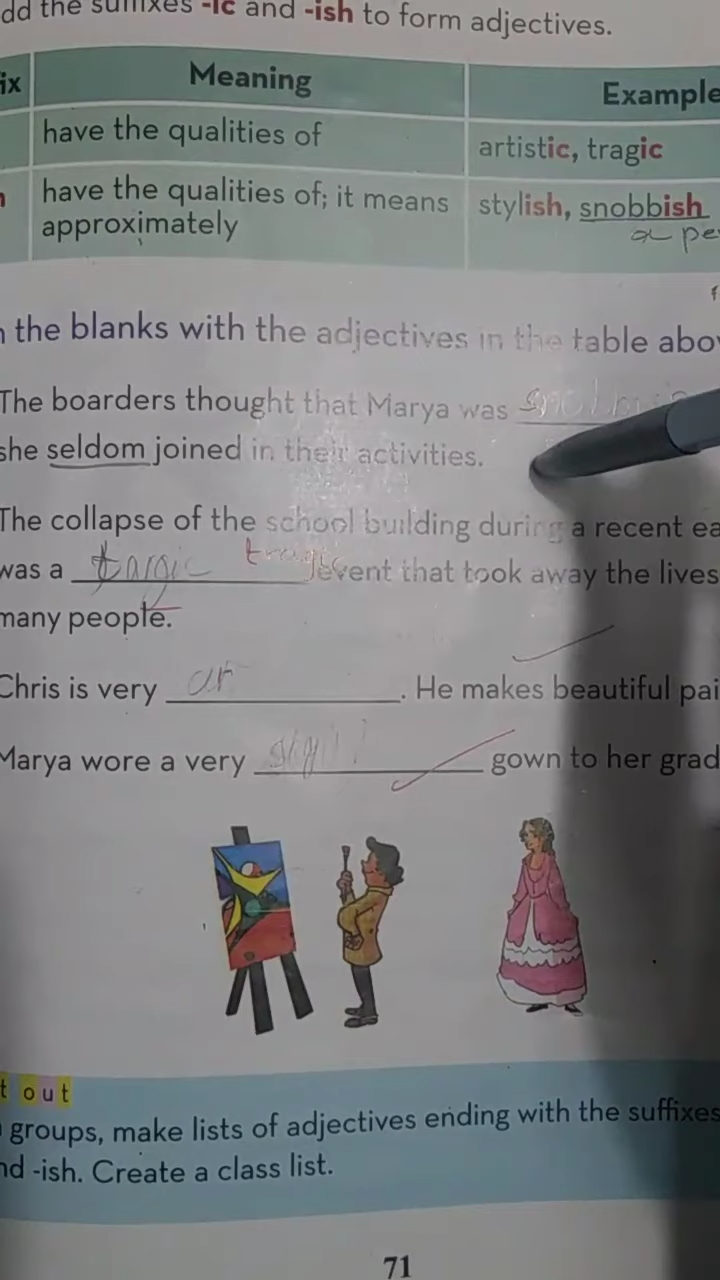 dd the suffixes -ic and -ish to form adjectives.
ix Meaning Example
have the qualities of artistic, tragic
have the qualities of; it means stylish, snobbish
approximately a pe
the blanks with the adjectives in the table abo
The boarders thought that Marya was
she seldom joined in their activities.
The collapse of the school building during a recent ea
was a targic event that took away the lives
many people.
Chris is very ar . He makes beautiful pai
Marya wore a very gown to her grad
t out
groups, make lists of adjectives ending with the suffixes
nd -ish. Create a class list.
71